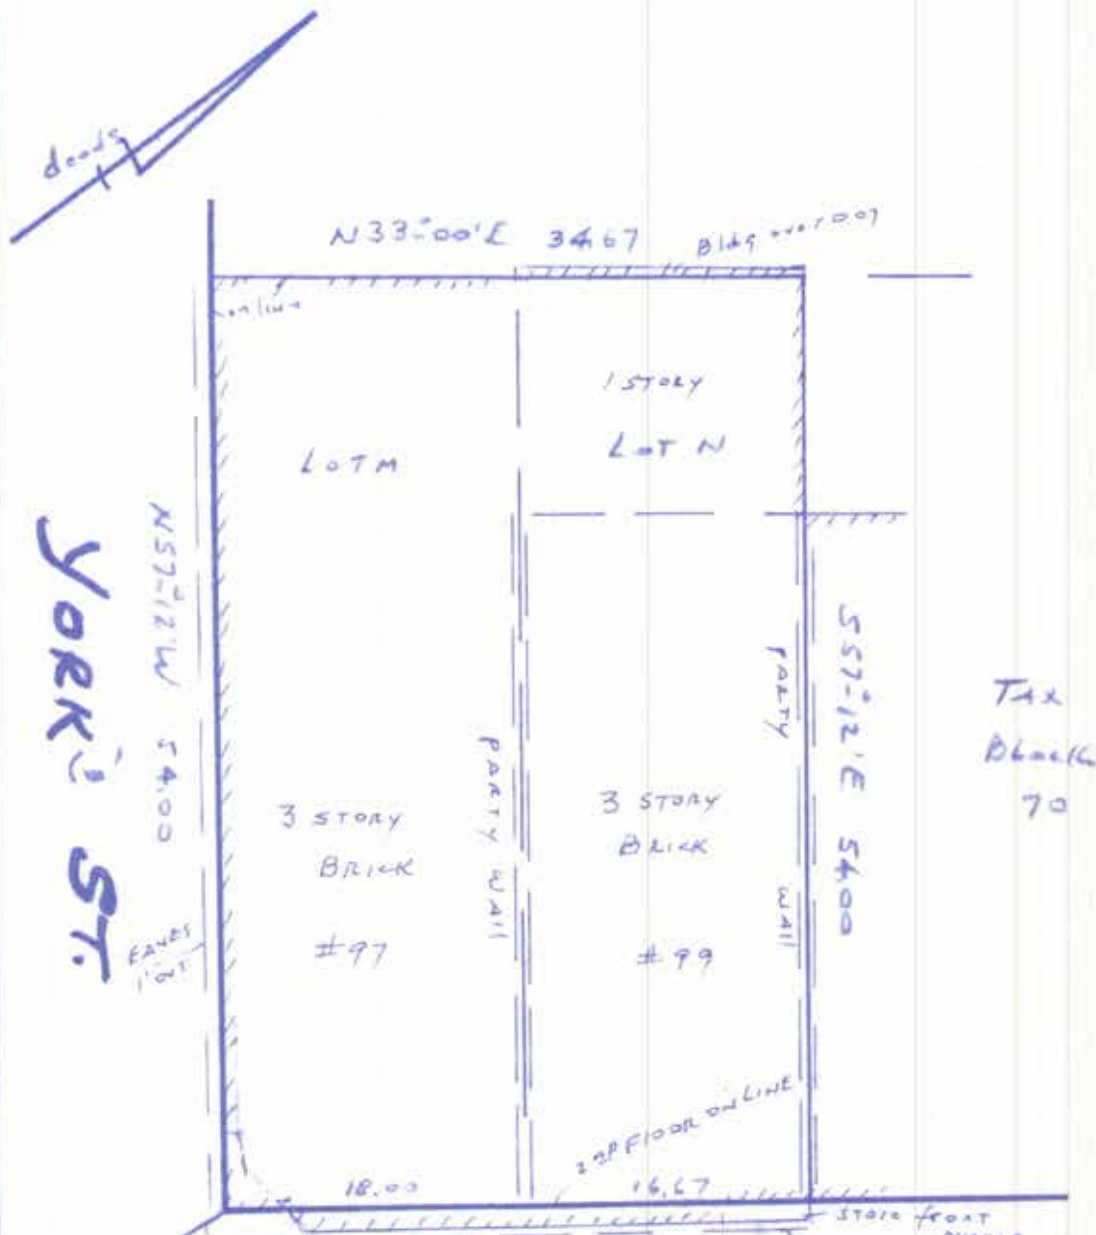 deeds
N33°00'E 34.67 Bldg over 0.07
on line
1 STORY
LOT M
LOT N
YORK ST.
N57°12'W 54.00
S57°12'E 54.00
PARTY WALL
PARTY WALL
TAX
Block
70
3 STORY
BRICK
#97
3 STORY
BRICK
#99
EAVES
1' OUT
2ND FLOOR ON LINE
18.00
16.67
STORE front